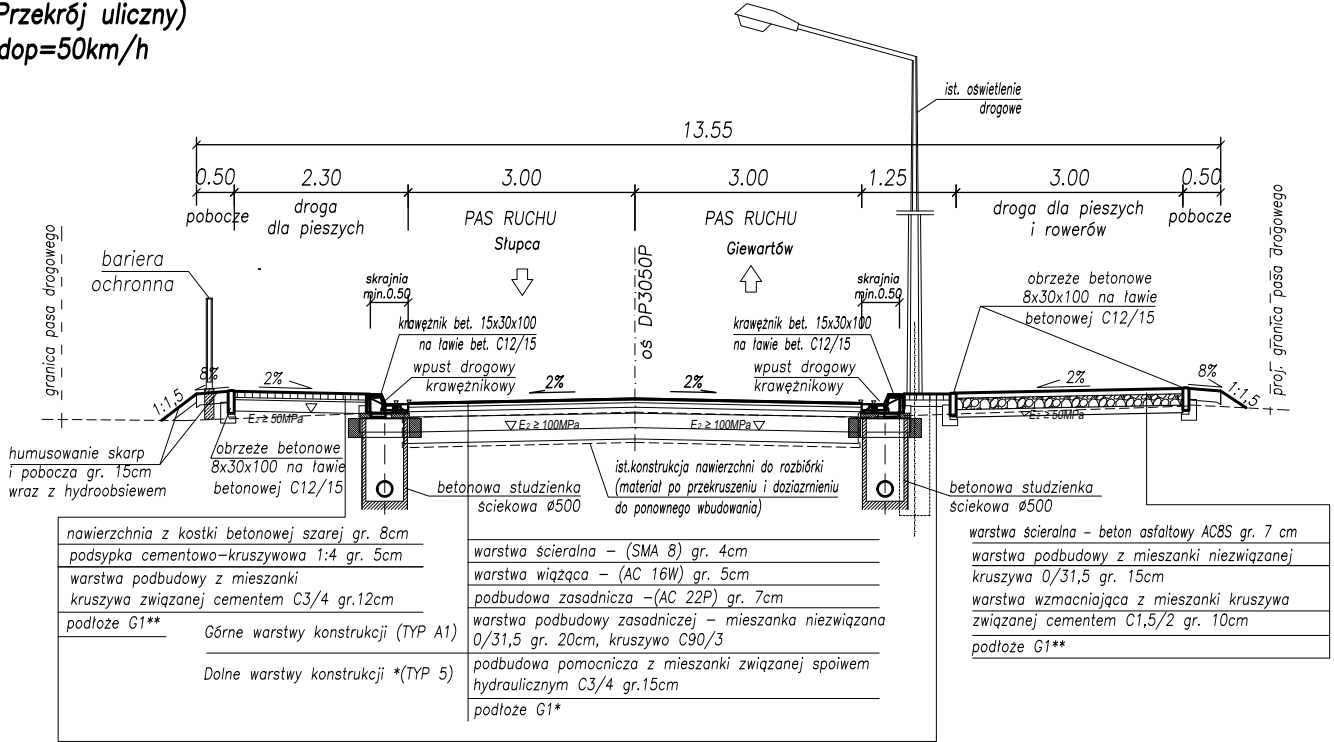 Przekrój uliczny)
dop=50km/h
ist. oświetlenie
drogowe
13.55
0.50
2.30
3.00
3.00
1.25
3.00
0.50
pobocze
droga
dla pieszych
PAS RUCHU
Słupca
PAS RUCHU
Giewartów
droga dla pieszych
i rowerów
pobocze
granica pasa drogowego
proj. granica pasa drogowego
bariera
ochronna
skrajnia
min.0.50
oś DP3050P
skrajnia
min.0.50
obrzeże betonowe
8x30x100 na ławie
betonowej C12/15
krawężnik bet. 15x30x100
na ławie bet. C12/15
wpust drogowy
krawężnikowy
krawężnik bet. 15x30x100
na ławie bet. C12/15
wpust drogowy
krawężnikowy
1:1,5
8%
2%
2%
2%
2%
8%
1:1,5
E2 ≥ 50MPa
E2 ≥ 100MPa
E2 ≥ 100MPa
E2 ≥ 50MPa
humusowanie skarp
i pobocza gr. 15cm
wraz z hydroobsiewem
obrzeże betonowe
8x30x100 na ławie
betonowej C12/15
betonowa studzienka
ściekowa ø500
ist.konstrukcja nawierzchni do rozbiórki
(materiał po przekruszeniu i doziarnieniu
do ponownego wbudowania)
betonowa studzienka
ściekowa ø500
nawierzchnia z kostki betonowej szarej gr. 8cm
podsypka cementowo-kruszywowa 1:4 gr. 5cm
warstwa podbudowy z mieszanki
kruszywa związanej cementem C3/4 gr.12cm
podłoże G1**
Górne warstwy konstrukcji (TYP A1)
Dolne warstwy konstrukcji *(TYP 5)
warstwa ścieralna – (SMA 8) gr. 4cm
warstwa wiążąca – (AC 16W) gr. 5cm
podbudowa zasadnicza –(AC 22P) gr. 7cm
warstwa podbudowy zasadniczej – mieszanka niezwiązana
0/31,5 gr. 20cm, kruszywo C90/3
podbudowa pomocnicza z mieszanki związanej spoiwem
hydraulicznym C3/4 gr.15cm
podłoże G1*
warstwa ścieralna – beton asfaltowy AC8S gr. 7 cm
warstwa podbudowy z mieszanki niezwiązanej
kruszywa 0/31,5 gr. 15cm
warstwa wzmacniająca z mieszanki kruszywa
związanej cementem C1,5/2 gr. 10cm
podłoże G1**